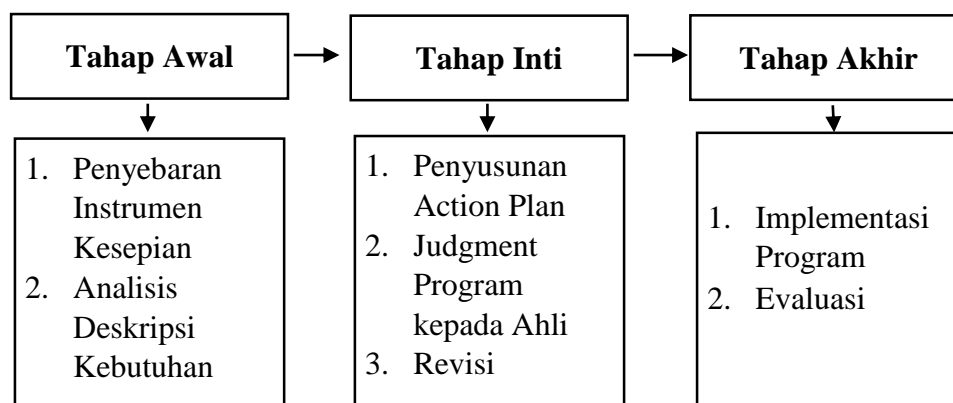 Tahap Awal
Tahap Inti
Tahap Akhir
1. Penyebaran
Instrumen
Kesepian
2. Analisis
Deskripsi
Kebutuhan
1. Penyusunan
Action Plan
2. Judgment
Program
kepada Ahli
3. Revisi
1. Implementasi
Program
2. Evaluasi